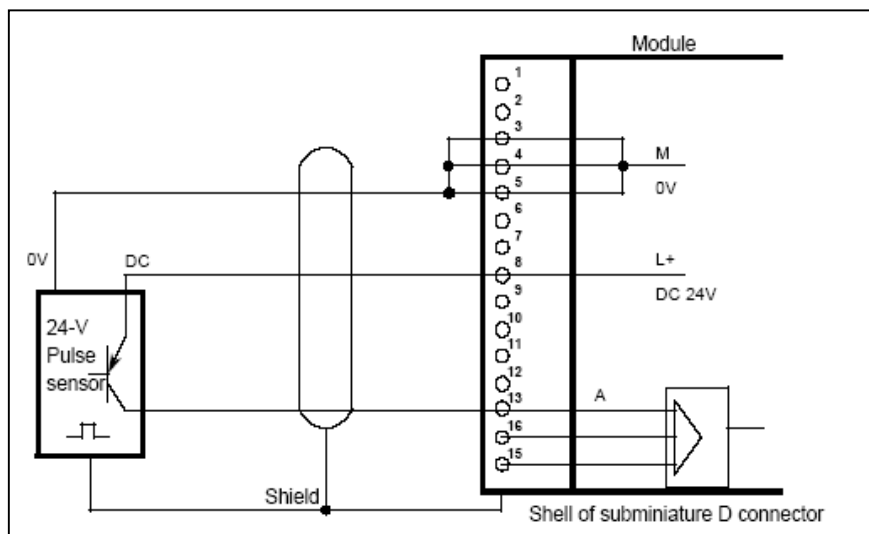 Module
1
2
3
4
M
5
0V
6
7
0V
DC
8
L+
9
DC 24V
24-V
Pulse
sensor
10
11
12
13
A
16
15
Shield
Shell of subminiature D connector